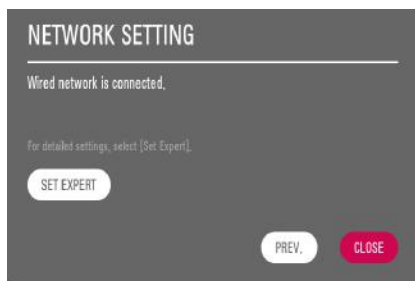 NETWORK SETTING
Wired network is connected.
For detailed settings, select [Set Expert].
SET EXPERT
PREV.
CLOSE